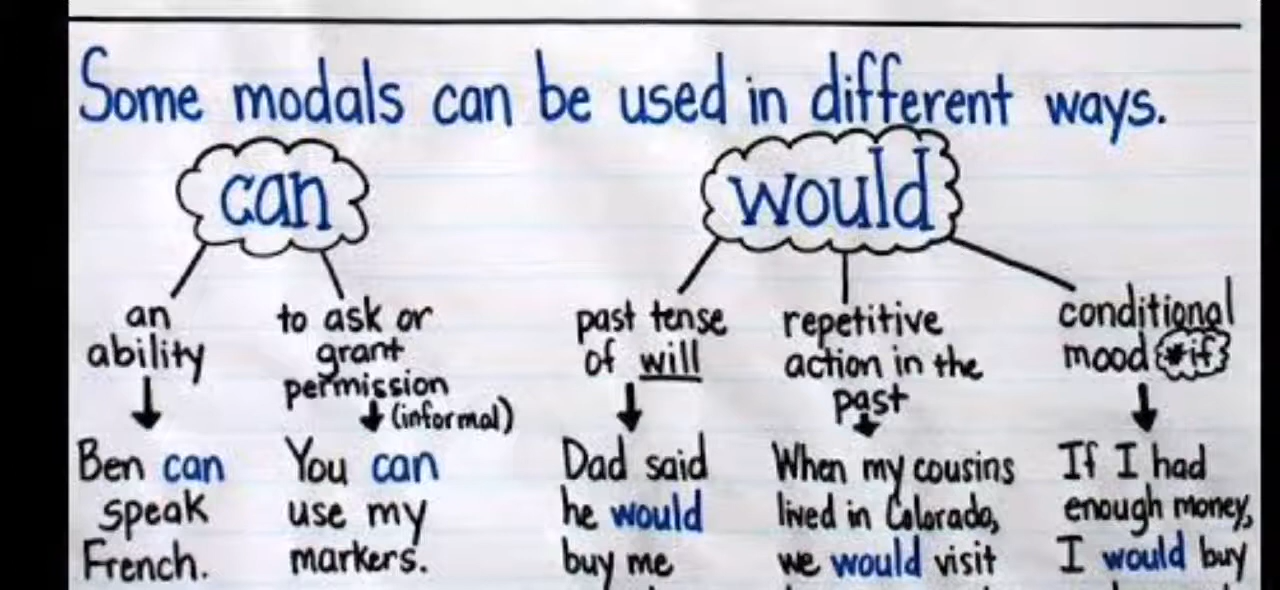 Some modals can be used in different ways.
can
an
ability
Ben can
speak
French.
to ask or
grant
permission
(informal)
You can
use my
markers.
would
past tense
of will
Dad said
he would
buy me
repetitive
action in the
past
When my cousins
lived in Colorado,
we would visit
conditional
mood *if
If I had
enough money,
I would buy